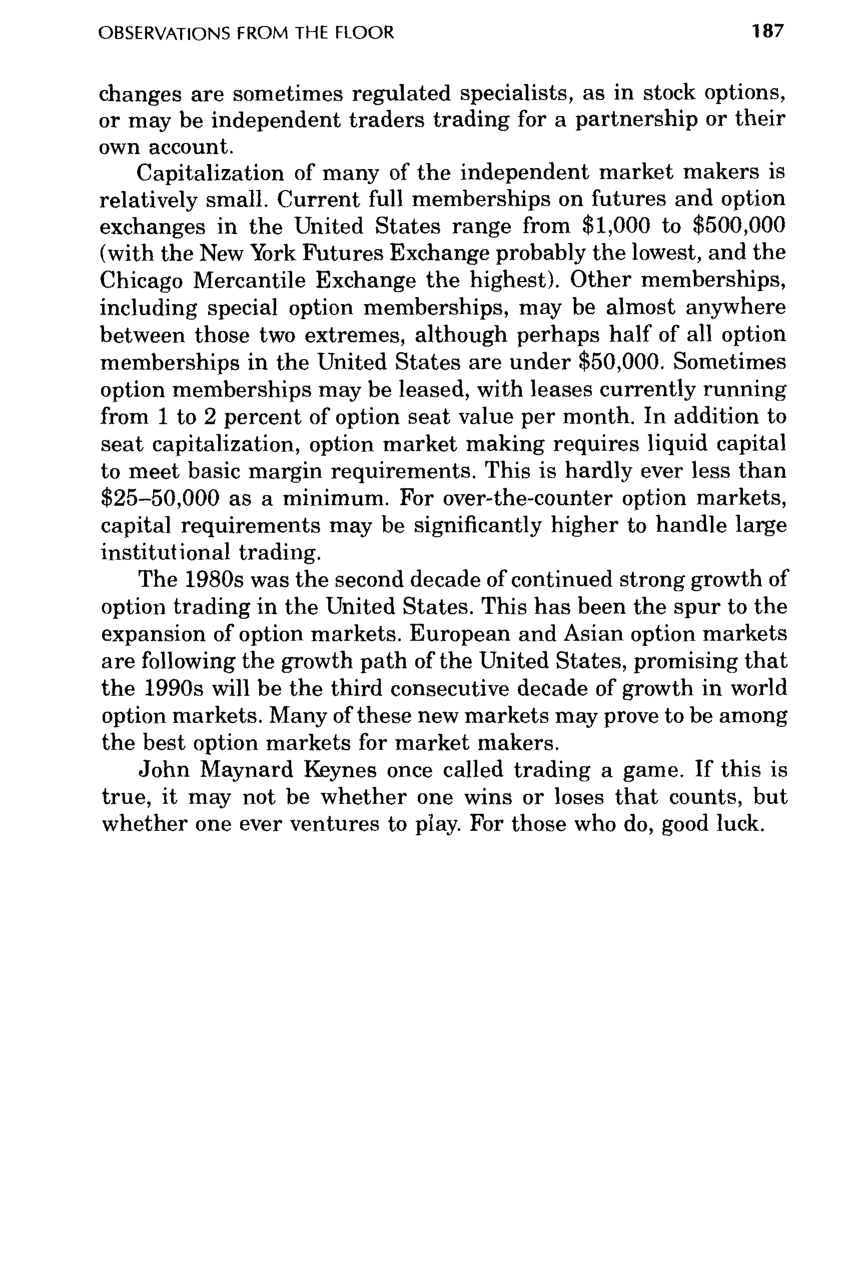 OBSERVATIONS FROM THE FLOOR 187
changes are sometimes regulated specialists, as in stock options,
or may be independent traders trading for a partnership or their
own account.
Capitalization of many of the independent market makers is
relatively small. Current full memberships on futures and option
exchanges in the United States range from $1,000 to $500,000
(with the New York Futures Exchange probably the lowest, and the
Chicago Mercantile Exchange the highest). Other memberships,
including special option memberships, may be almost anywhere
between those two extremes, although perhaps half of all option
memberships in the United States are under $50,000. Sometimes
option memberships may be leased, with leases currently running
from 1 to 2 percent of option seat value per month. In addition to
seat capitalization, option market making requires liquid capital
to meet basic margin requirements. This is hardly ever less than
$25–50,000 as a minimum. For over-the-counter option markets,
capital requirements may be significantly higher to handle large
institutional trading.
The 1980s was the second decade of continued strong growth of
option trading in the United States. This has been the spur to the
expansion of option markets. European and Asian option markets
are following the growth path of the United States, promising that
the 1990s will be the third consecutive decade of growth in world
option markets. Many of these new markets may prove to be among
the best option markets for market makers.
John Maynard Keynes once called trading a game. If this is
true, it may not be whether one wins or loses that counts, but
whether one ever ventures to play. For those who do, good luck.